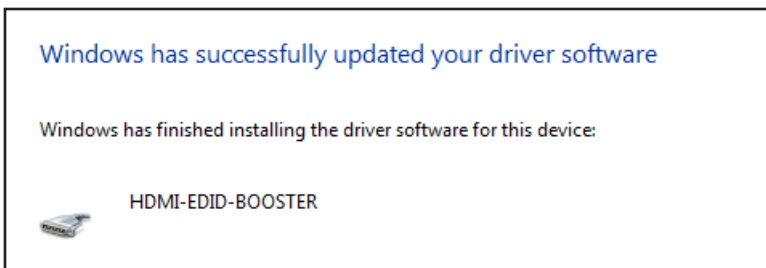 Windows has successfully updated your driver software
Windows has finished installing the driver software for this device:
HDMI-EDID-BOOSTER